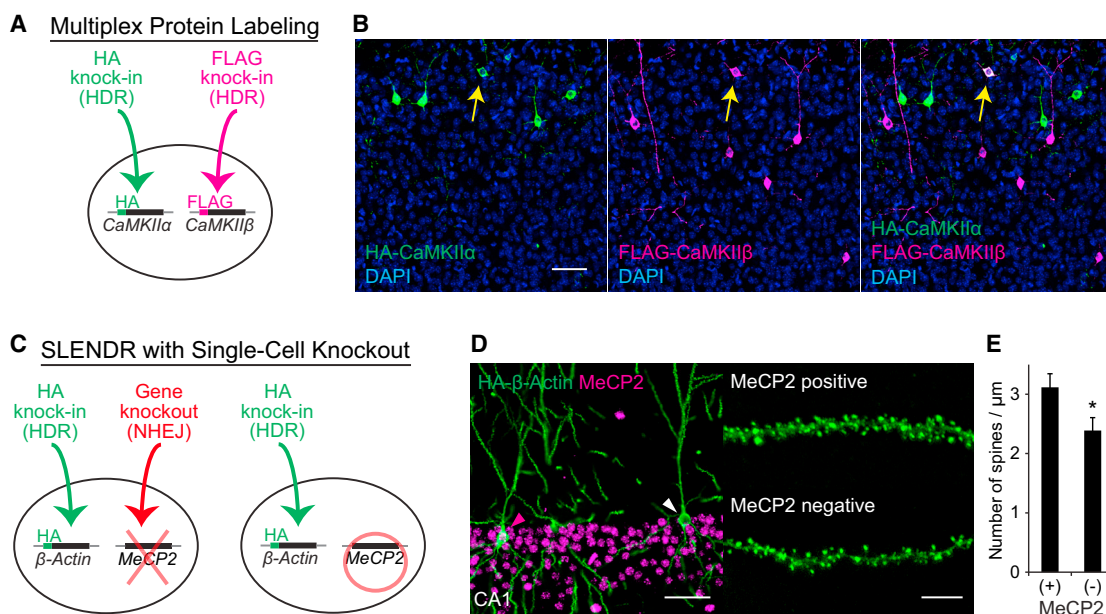 A
Multiplex Protein Labeling
HA
knock-in
(HDR)
FLAG
knock-in
(HDR)
HA
CaMKIIα
FLAG
CaMKIIβ
B
HA-CaMKIIα
DAPI
FLAG-CaMKIIβ
DAPI
HA-CaMKIIα
FLAG-CaMKIIβ
DAPI
C
SLENDR with Single-Cell Knockout
HA
knock-in
(HDR)
Gene
knockout
(NHEJ)
HA
knock-in
(HDR)
HA
β-Actin
MeCP2
HA
β-Actin
MeCP2
D
HA-β-Actin MeCP2
CA1
MeCP2 positive
MeCP2 negative
E
Number of spines / µm
3
2
1
0
*
(+)
(-)
MeCP2